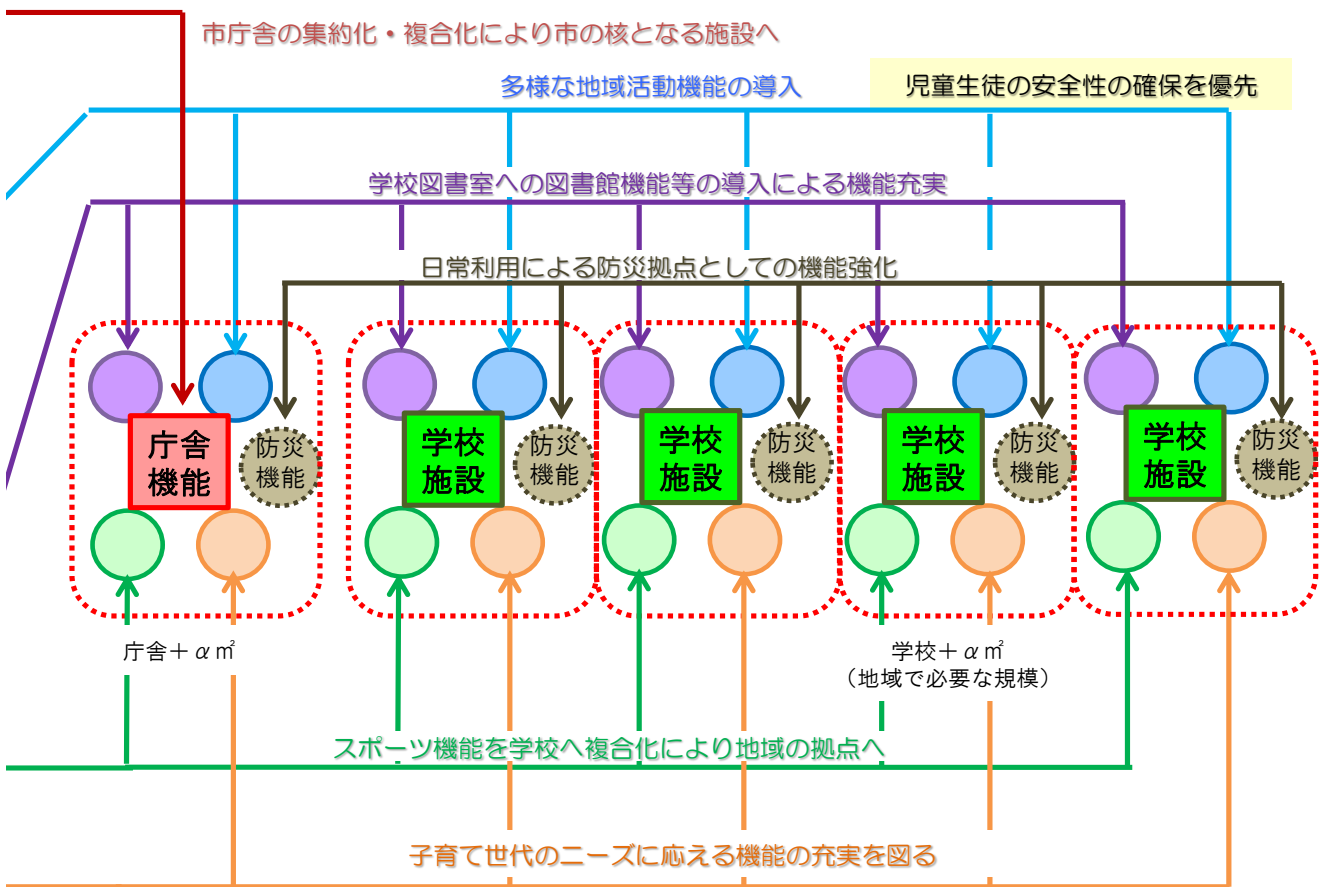 市庁舎の集約化・複合化により市の核となる施設へ
多様な地域活動機能の導入
児童生徒の安全性の確保を優先
学校図書室への図書館機能等の導入による機能充実
日常利用による防災拠点としての機能強化
庁舎
機能
防災
機能
学校
施設
防災
機能
学校
施設
防災
機能
学校
施設
防災
機能
学校
施設
防災
機能
庁舎＋α㎡
学校＋α㎡
（地域で必要な規模）
スポーツ機能を学校へ複合化により地域の拠点へ
子育て世代のニーズに応える機能の充実を図る